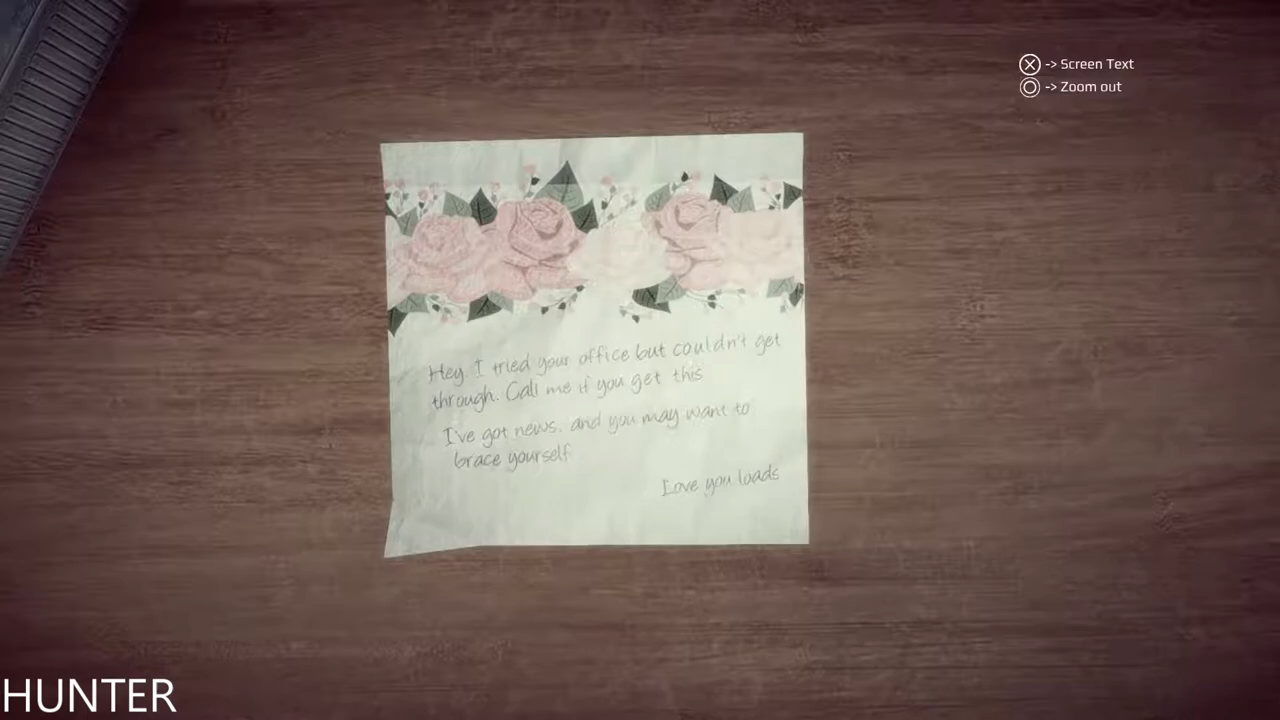 Ⓧ -> Screen Text
◯ -> Zoom out
Hey. I tried your office but couldn't get
through. Call me if you get this
I've got news. and you may want to
brace yourself
Love you loads
HUNTER